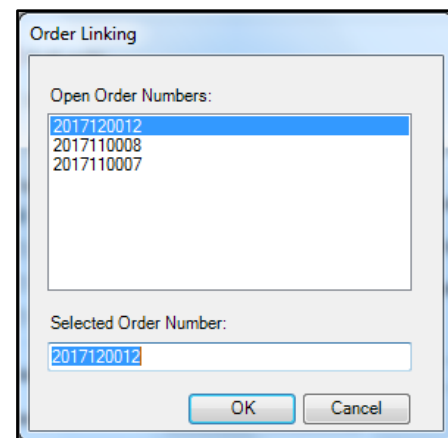 Order Linking
Open Order Numbers:
2017120012
2017110008
2017110007
Selected Order Number:
2017120012
OK Cancel